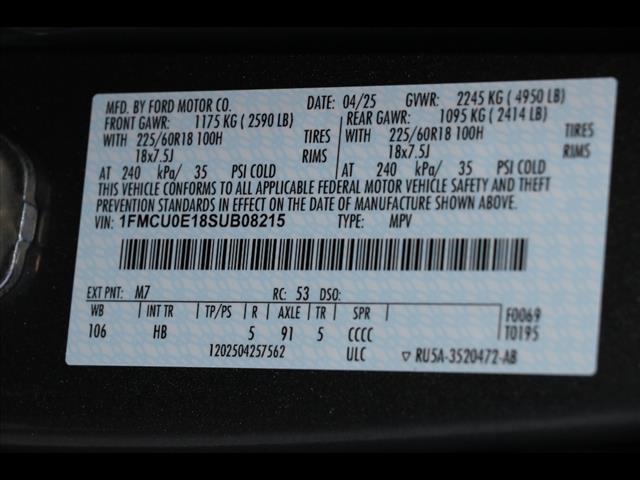 MFD. BY FORD MOTOR CO. DATE: 04/25 GVWR: 2245 KG ( 4950 LB)
FRONT GAWR: 1175 KG ( 2590 LB) REAR GAWR: 1095 KG ( 2414 LB)
WITH 225/60R18 100H TIRES WITH 225/60R18 100H TIRES
18x7.5J RIMS 18x7.5J RIMS
AT 240 kPa/ 35 PSI COLD AT 240 kPa/ 35 PSI COLD
THIS VEHICLE CONFORMS TO ALL APPLICABLE FEDERAL MOTOR VEHICLE SAFETY AND THEFT
PREVENTION STANDARDS IN EFFECT ON THE DATE OF MANUFACTURE SHOWN ABOVE.
VIN: 1FMCU0E18SUB08215 TYPE: MPV
EXT PNT: M7 RC: 53 DSO:
WB INT TR TP/PS R AXLE TR SPR F0069
106 HB 5 91 5 CCCC T0195
1202504257562 ULC ▽ RU5A-3520472-AB